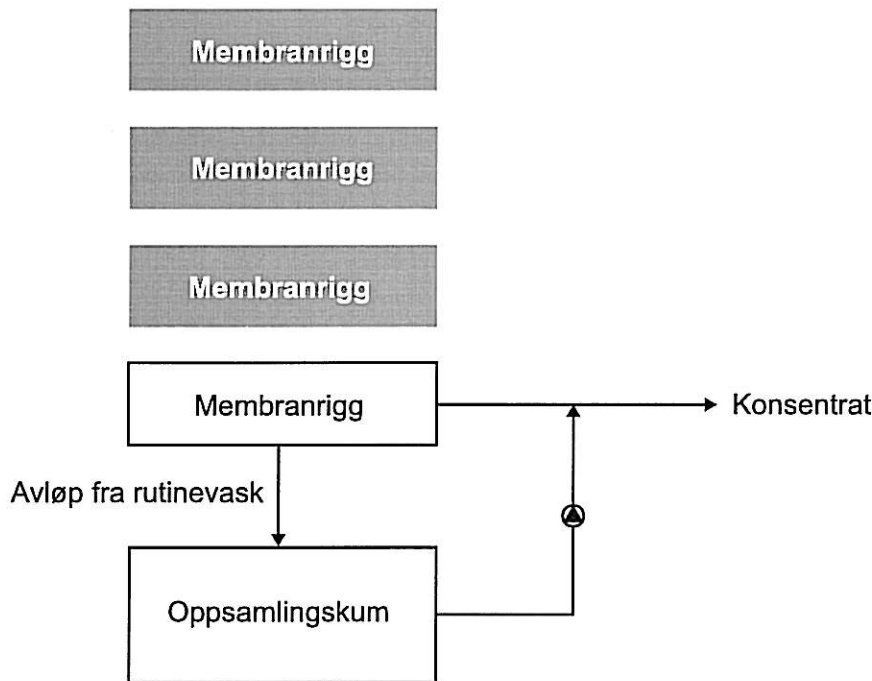 Membranrigg
Membranrigg
Membranrigg
Membranrigg
Konsentrat
Avløp fra rutinevask
Oppsamlingskum